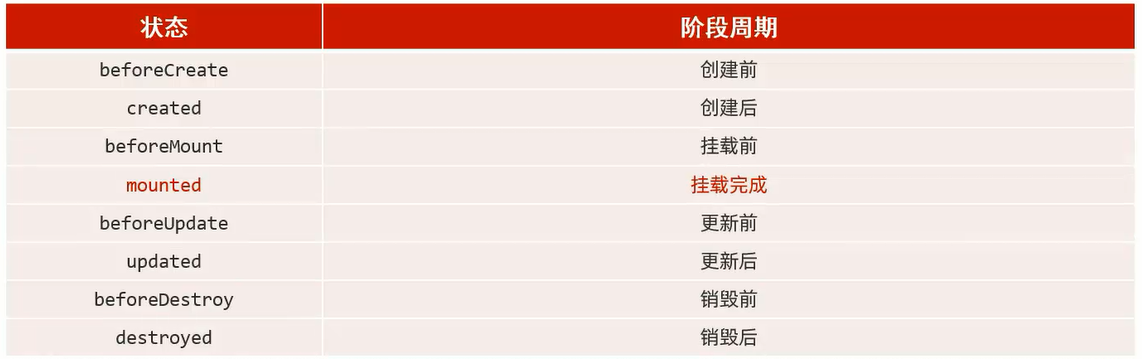 状态 阶段周期
beforeCreate 创建前
created 创建后
beforeMount 挂载前
mounted 挂载完成
beforeUpdate 更新前
updated 更新后
beforeDestroy 销毁前
destroyed 销毁后